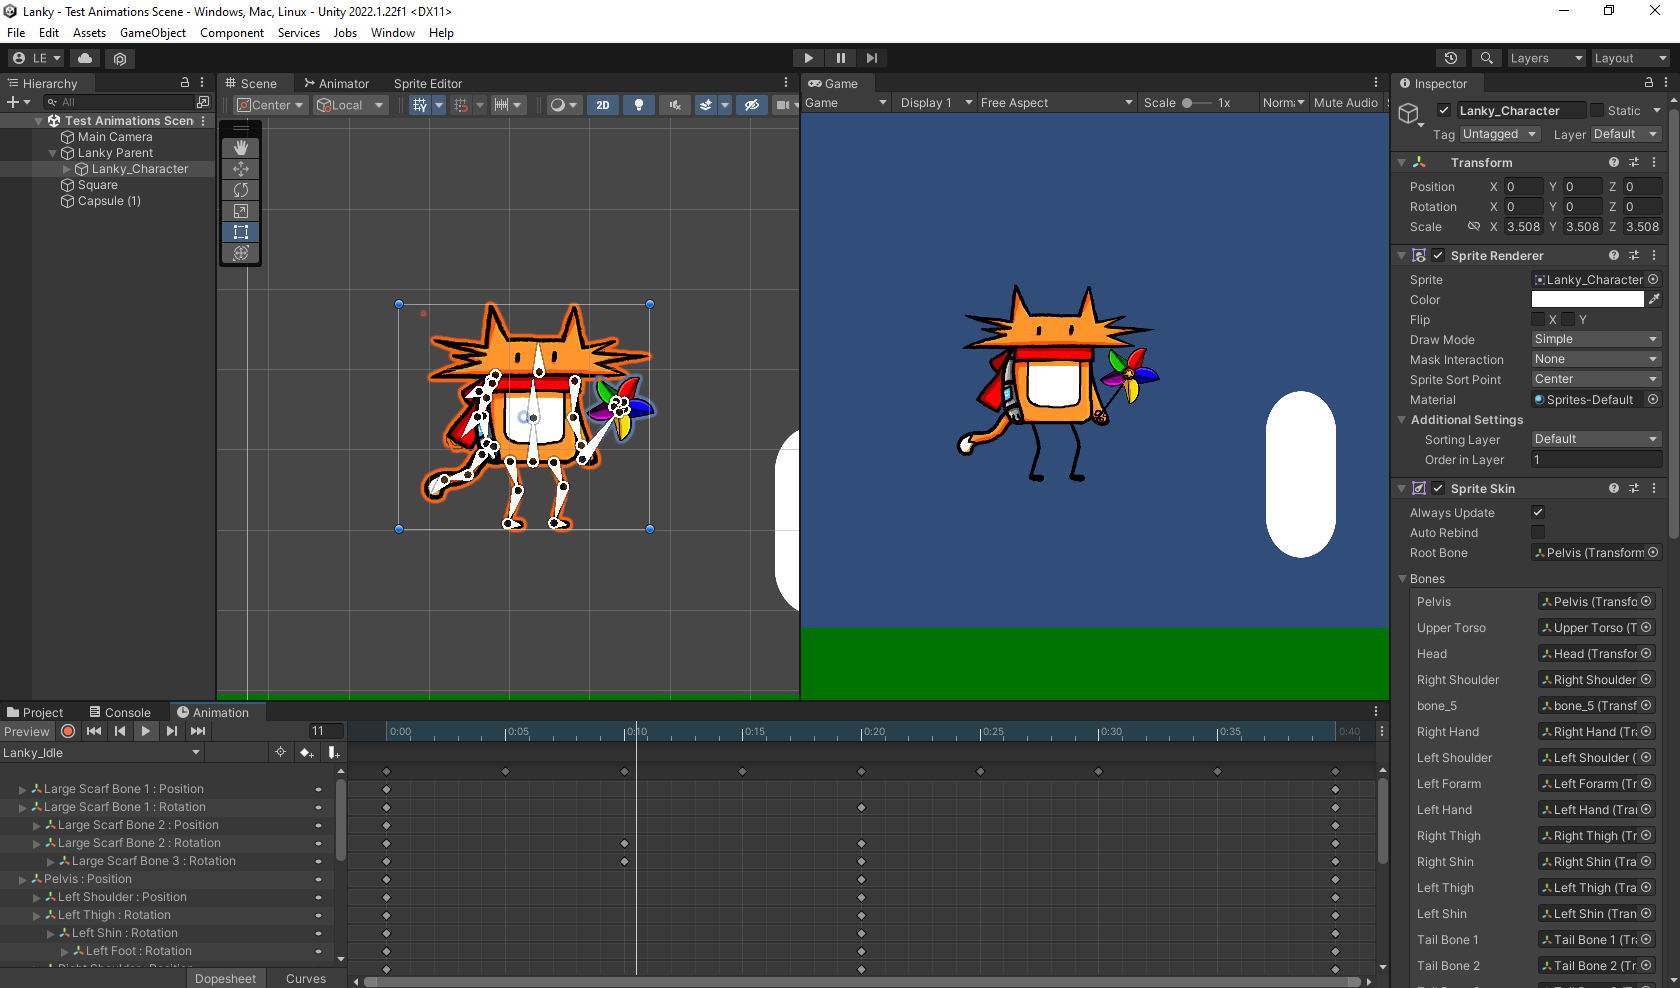 Lanky - Test Animations Scene - Windows, Mac, Linux - Unity 2022.1.22f1 <DX11>
File Edit Assets GameObject Component Services Jobs Window Help
LE Layers Layout
Hierarchy
All
Test Animations Scen
Main Camera
Lanky Parent
Lanky_Character
Square
Capsule (1)
Scene Animator Sprite Editor
Center Local 2D
Game
Game Display 1 Free Aspect Scale 1x Norm Mute Audio
Inspector
Lanky_Character Static
Tag Untagged Layer Default
Transform
Position X 0 Y 0 Z 0
Rotation X 0 Y 0 Z 0
Scale X 3.508 Y 3.508 Z 3.508
Sprite Renderer
Sprite Lanky_Character
Color
Flip X Y
Draw Mode Simple
Mask Interaction None
Sprite Sort Point Center
Material Sprites-Default
Additional Settings
Sorting Layer Default
Order in Layer 1
Sprite Skin
Always Update
Auto Rebind
Root Bone Pelvis (Transform
Bones
Pelvis Pelvis (Transfo
Upper Torso Upper Torso (T
Head Head (Transfor
Right Shoulder Right Shoulder
bone_5 bone_5 (Transf
Right Hand Right Hand (Tra
Left Shoulder Left Shoulder (
Left Forarm Left Forarm (Tr
Left Hand Left Hand (Tran
Right Thigh Right Thigh (Tr
Right Shin Right Shin (Tra
Left Thigh Left Thigh (Tra
Left Shin Left Shin (Tran
Tail Bone 1 Tail Bone 1 (Tra
Tail Bone 2 Tail Bone 2 (Tr
Project Console Animation
Preview 11
0:00 0:05 0:10 0:15 0:20 0:25 0:30 0:35 0:40
Lanky_Idle
Large Scarf Bone 1 : Position
Large Scarf Bone 1 : Rotation
Large Scarf Bone 2 : Position
Large Scarf Bone 2 : Rotation
Large Scarf Bone 3 : Rotation
Pelvis : Position
Left Shoulder : Position
Left Thigh : Rotation
Left Shin : Rotation
Left Foot : Rotation
Dopesheet Curves